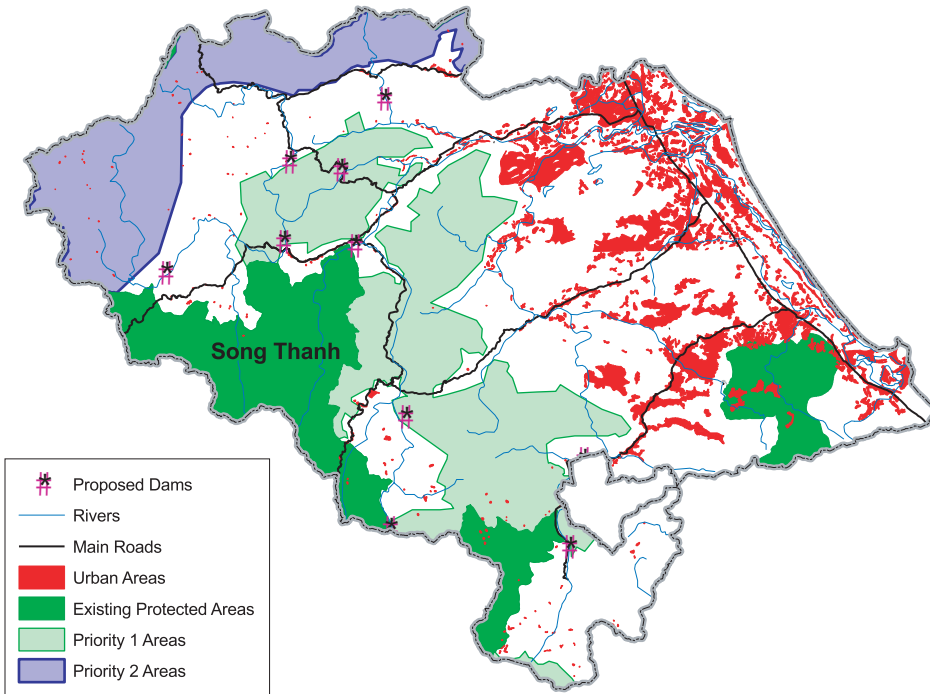 Song Thanh
Proposed Dams
Rivers
Main Roads
Urban Areas
Existing Protected Areas
Priority 1 Areas
Priority 2 Areas